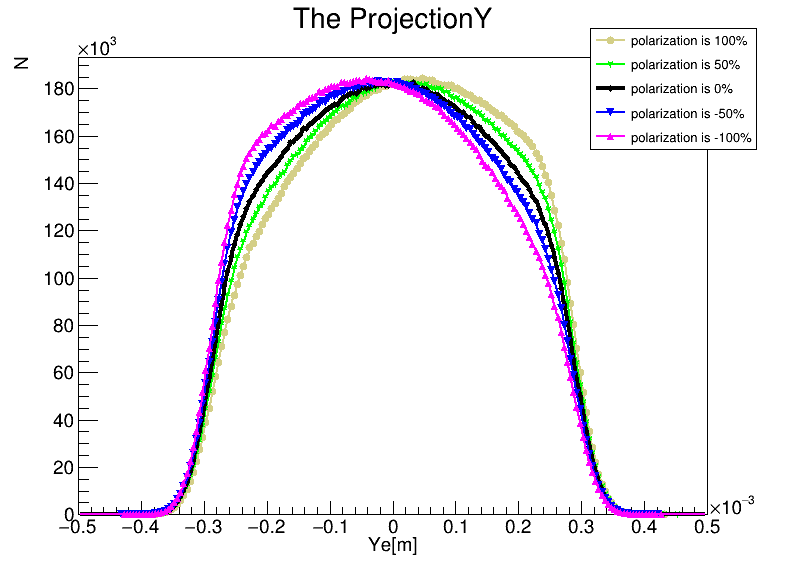 The ProjectionY
×10³
N
polarization is 100%
polarization is 50%
polarization is 0%
polarization is -50%
polarization is -100%
180
160
140
120
100
80
60
40
20
0
−0.5 −0.4 −0.3 −0.2 −0.1 0 0.1 0.2 0.3 0.4 0.5
×10⁻³
Ye[m]